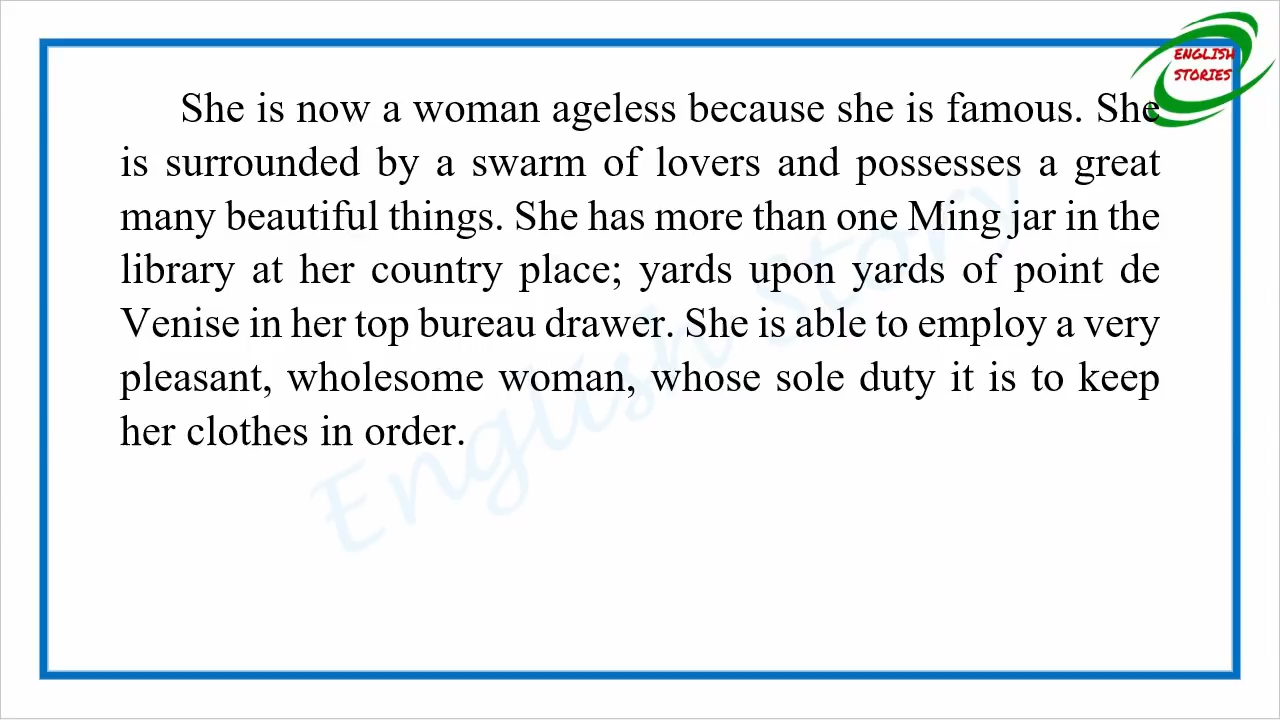 ENGLISH
STORIES
She is now a woman ageless because she is famous. She
is surrounded by a swarm of lovers and possesses a great
many beautiful things. She has more than one Ming jar in the
library at her country place; yards upon yards of point de
Venise in her top bureau drawer. She is able to employ a very
pleasant, wholesome woman, whose sole duty it is to keep
her clothes in order.
English Story